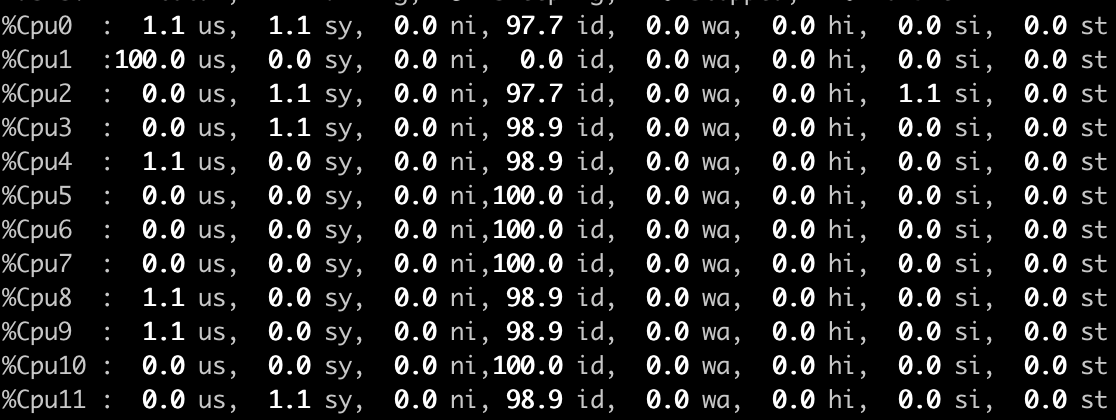 %Cpu0  :  1.1 us,  1.1 sy,  0.0 ni, 97.7 id,  0.0 wa,  0.0 hi,  0.0 si,  0.0 st
%Cpu1  :100.0 us,  0.0 sy,  0.0 ni,  0.0 id,  0.0 wa,  0.0 hi,  0.0 si,  0.0 st
%Cpu2  :  0.0 us,  1.1 sy,  0.0 ni, 97.7 id,  0.0 wa,  0.0 hi,  1.1 si,  0.0 st
%Cpu3  :  0.0 us,  1.1 sy,  0.0 ni, 98.9 id,  0.0 wa,  0.0 hi,  0.0 si,  0.0 st
%Cpu4  :  1.1 us,  0.0 sy,  0.0 ni, 98.9 id,  0.0 wa,  0.0 hi,  0.0 si,  0.0 st
%Cpu5  :  0.0 us,  0.0 sy,  0.0 ni,100.0 id,  0.0 wa,  0.0 hi,  0.0 si,  0.0 st
%Cpu6  :  0.0 us,  0.0 sy,  0.0 ni,100.0 id,  0.0 wa,  0.0 hi,  0.0 si,  0.0 st
%Cpu7  :  0.0 us,  0.0 sy,  0.0 ni,100.0 id,  0.0 wa,  0.0 hi,  0.0 si,  0.0 st
%Cpu8  :  1.1 us,  0.0 sy,  0.0 ni, 98.9 id,  0.0 wa,  0.0 hi,  0.0 si,  0.0 st
%Cpu9  :  1.1 us,  0.0 sy,  0.0 ni, 98.9 id,  0.0 wa,  0.0 hi,  0.0 si,  0.0 st
%Cpu10 :  0.0 us,  0.0 sy,  0.0 ni,100.0 id,  0.0 wa,  0.0 hi,  0.0 si,  0.0 st
%Cpu11 :  0.0 us,  1.1 sy,  0.0 ni, 98.9 id,  0.0 wa,  0.0 hi,  0.0 si,  0.0 st